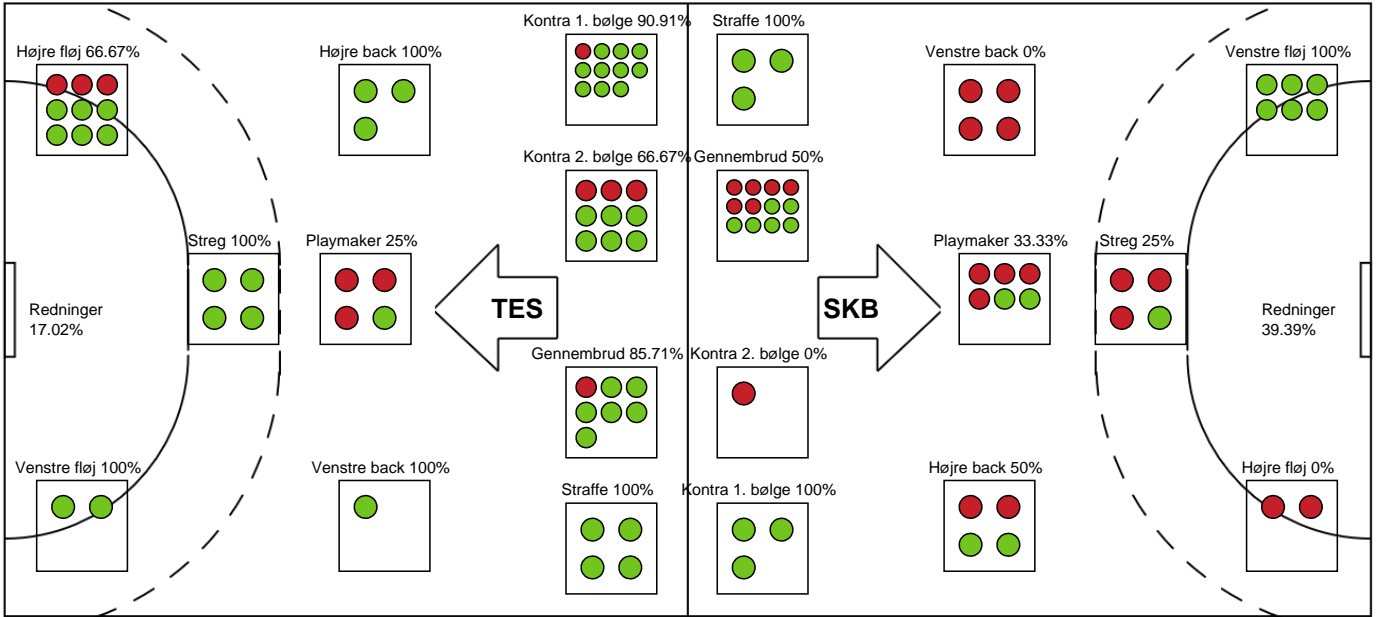 Kontra 1. bølge 90.91%
Straffe 100%
Højre fløj 66.67%
Højre back 100%
Venstre back 0%
Venstre fløj 100%
Kontra 2. bølge 66.67%
Gennembrud 50%
Streg 100%
Playmaker 25%
Playmaker 33.33%
Streg 25%
TES
SKB
Redninger
17.02%
Redninger
39.39%
Gennembrud 85.71%
Kontra 2. bølge 0%
Venstre fløj 100%
Venstre back 100%
Straffe 100%
Kontra 1. bølge 100%
Højre back 50%
Højre fløj 0%